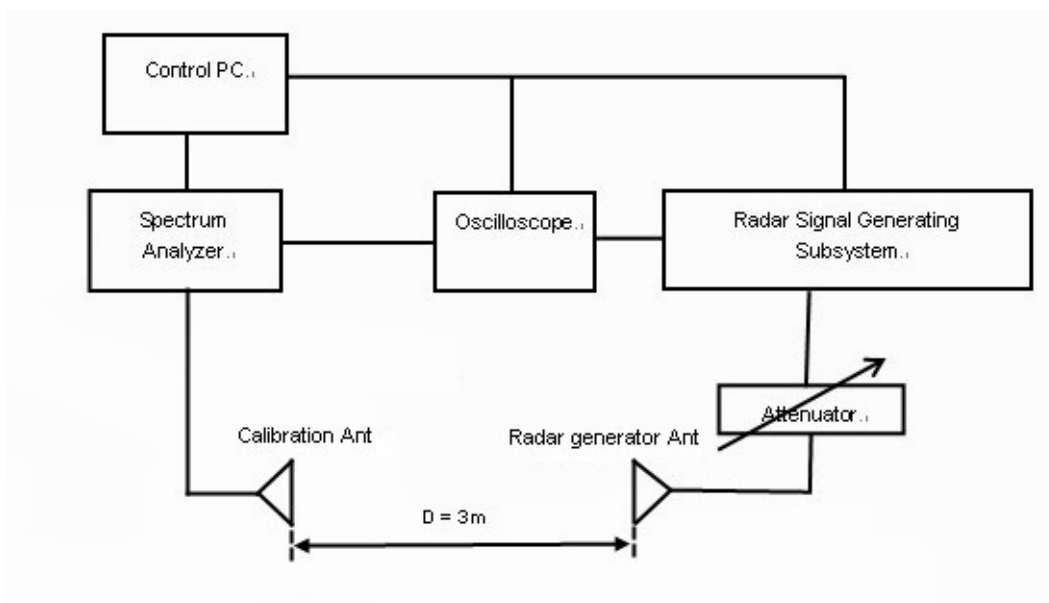 Control PC
Spectrum
Analyzer
Oscilloscope
Radar Signal Generating
Subsystem
Attenuator
Calibration Ant
Radar generator Ant
D = 3m